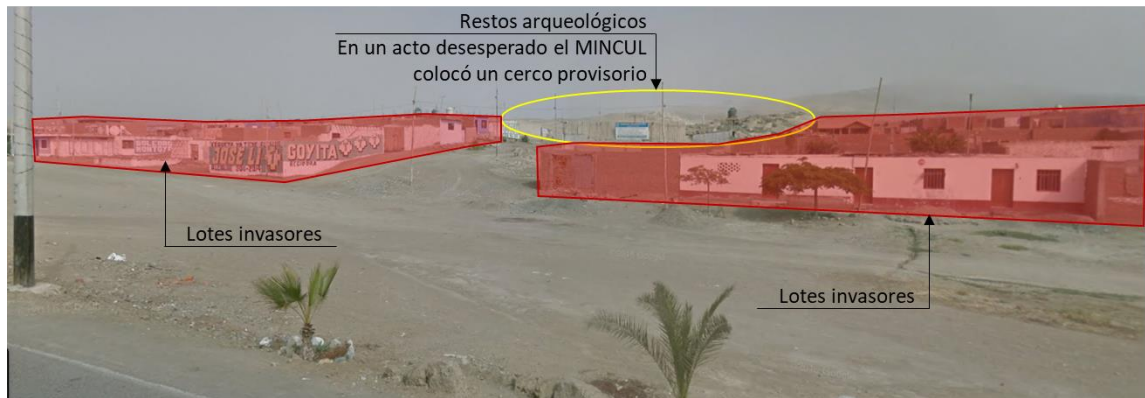 Restos arqueológicos
En un acto desesperado el MINCUL
colocó un cerco provisorio
JOSE LI
GOYITA
Lotes invasores
Lotes invasores